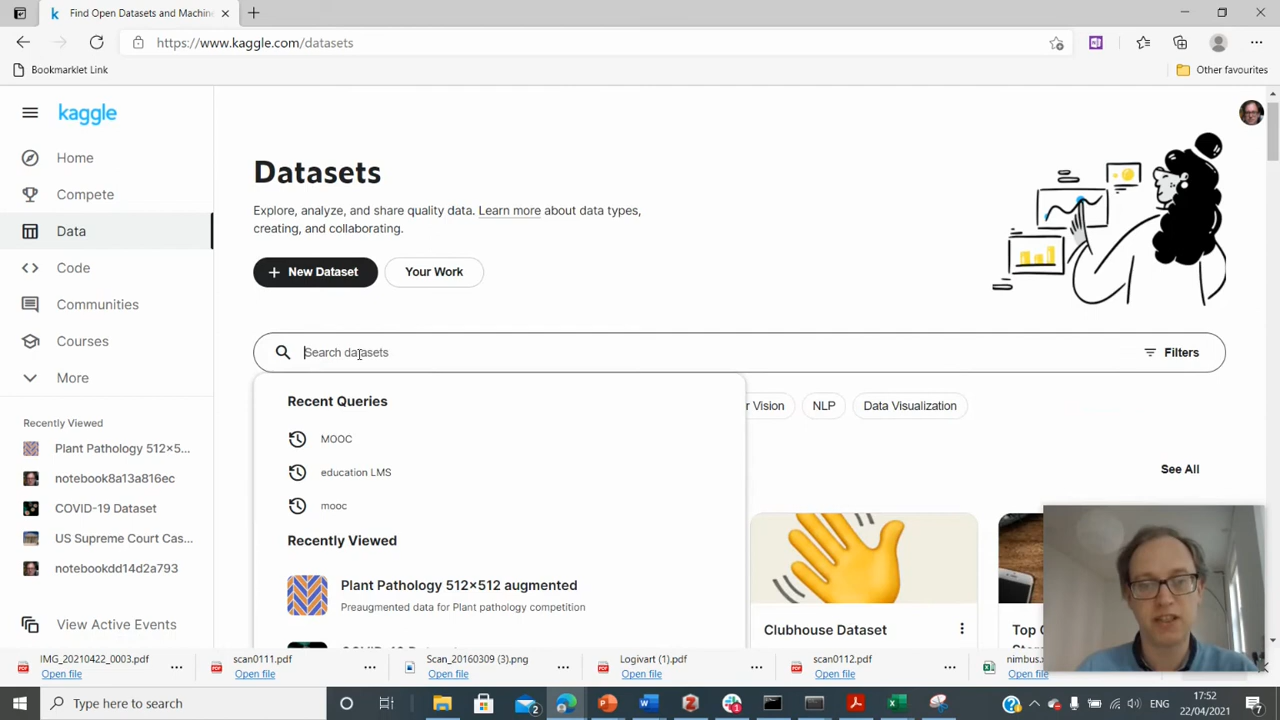 Find Open Datasets and Machin
https://www.kaggle.com/datasets
Bookmarklet Link
Other favourites
kaggle
Home
Compete
Data
Code
Communities
Courses
More
Recently Viewed
Plant Pathology 512×5...
notebook8a13a816ec
COVID-19 Dataset
US Supreme Court Cas...
notebookdd14d2a793
View Active Events
Datasets
Explore, analyze, and share quality data. Learn more about data types,
creating, and collaborating.
New Dataset
Your Work
Search datasets
Filters
Recent Queries
MOOC
education LMS
mooc
Recently Viewed
Plant Pathology 512×512 augmented
Preaugmented data for Plant pathology competition
r Vision
NLP
Data Visualization
See All
Clubhouse Dataset
Top
IMG_20210422_0003.pdf
Open file
scan0111.pdf
Open file
Scan_20160309 (3).png
Open file
Logivart (1).pdf
Open file
scan0112.pdf
Open file
nimbus.
Open file
Type here to search
ENG
17:52
22/04/2021